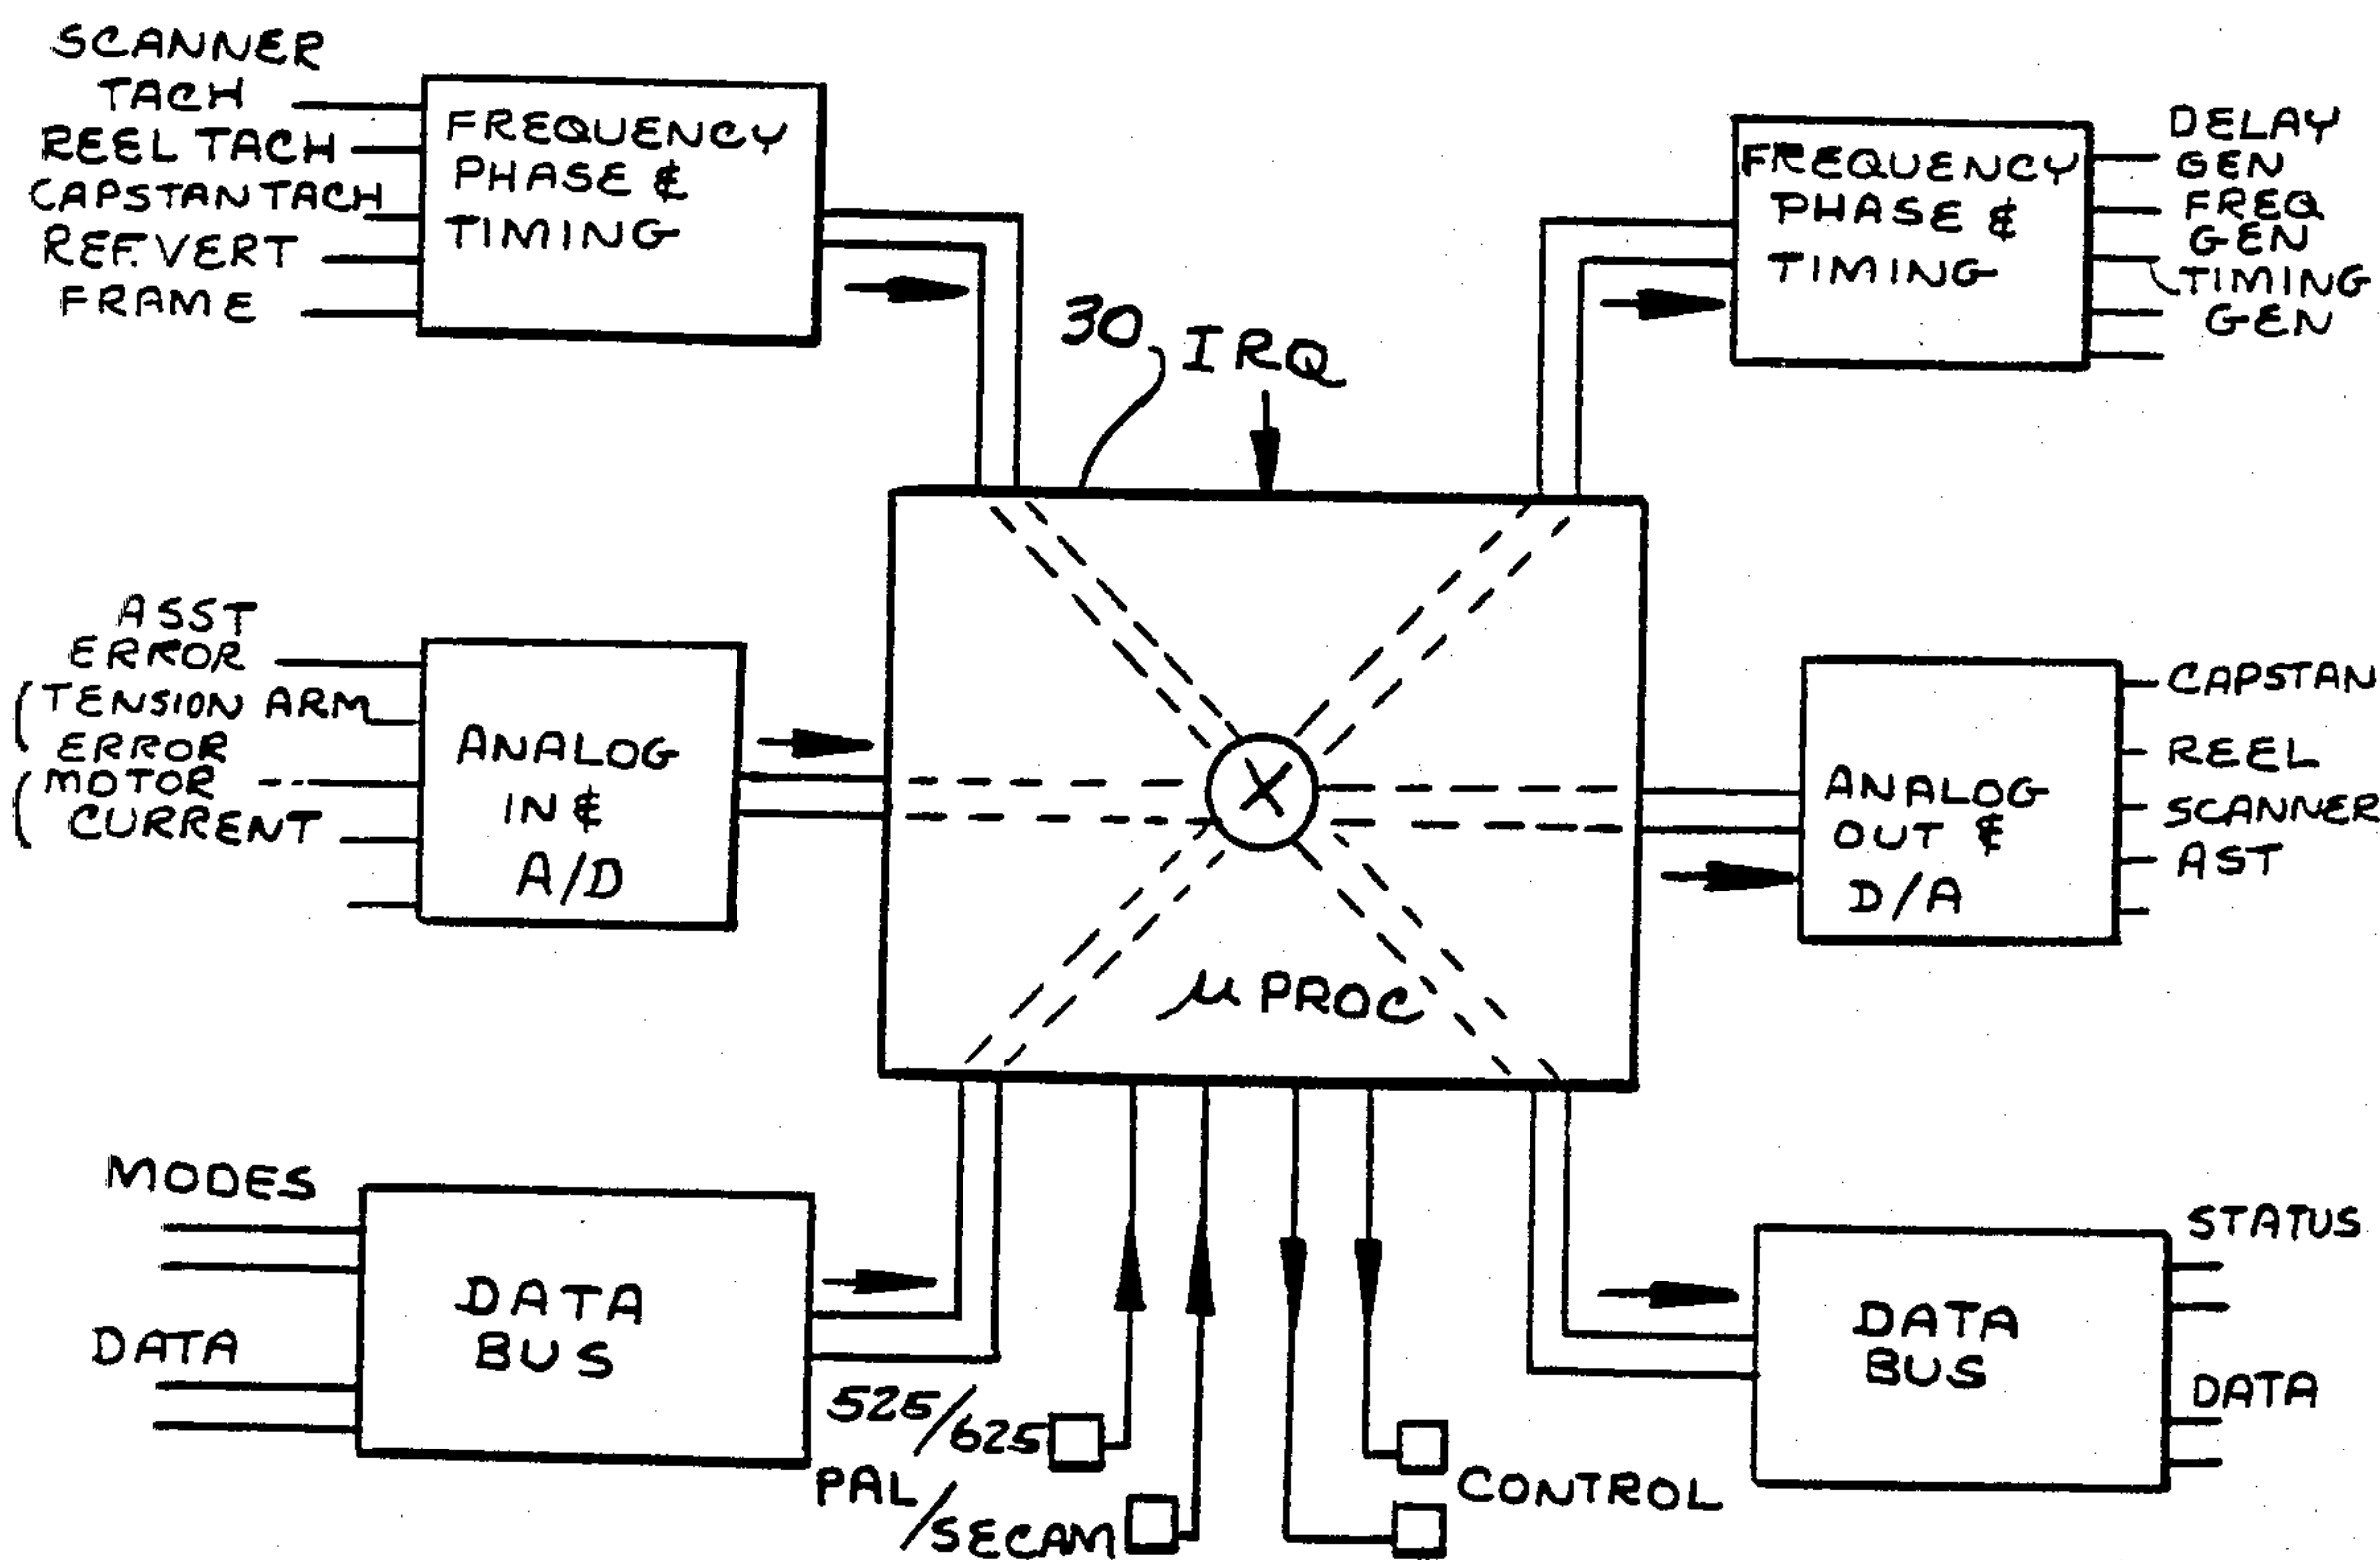 SCANNER
TACH
REEL TACH
CAPSTAN TACH
REF. VERT
FRAME
FREQUENCY
PHASE &
TIMING
30
IRQ
FREQUENCY
PHASE &
TIMING
DELAY
GEN
FREQ
GEN
TIMING
GEN
ASST
ERROR
(TENSION ARM
ERROR
(MOTOR
CURRENT
ANALOG
IN &
A/D
X
μ PROC
ANALOG
OUT &
D/A
CAPSTAN
REEL
SCANNER
AST
MODES
DATA
DATA
BUS
525/625
PAL/SECAM
CONTROL
DATA
BUS
STATUS
DATA